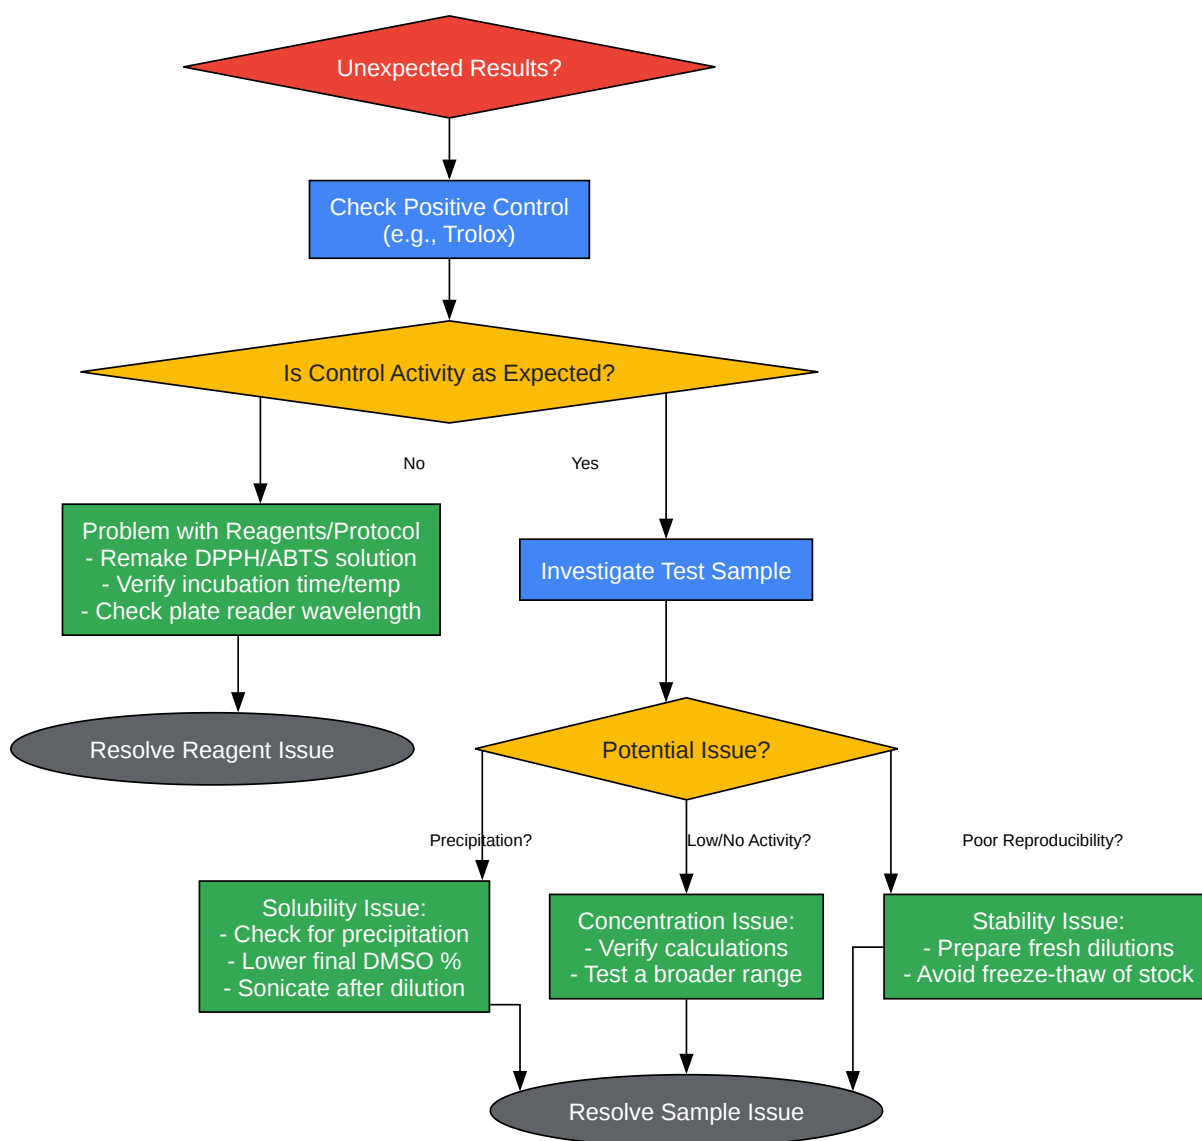 Unexpected Results?
Check Positive Control
(e.g., Trolox)
Is Control Activity as Expected?
No
Yes
Problem with Reagents/Protocol
- Remake DPPH/ABTS solution
- Verify incubation time/temp
- Check plate reader wavelength
Investigate Test Sample
Resolve Reagent Issue
Potential Issue?
Precipitation?
Low/No Activity?
Poor Reproducibility?
Solubility Issue:
- Check for precipitation
- Lower final DMSO %
- Sonicate after dilution
Concentration Issue:
- Verify calculations
- Test a broader range
Stability Issue:
- Prepare fresh dilutions
- Avoid freeze-thaw of stock
Resolve Sample Issue